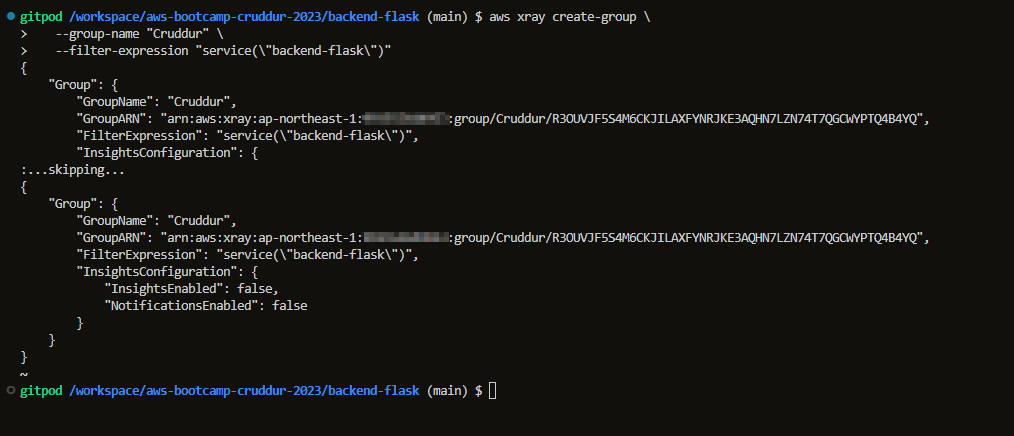 gitpod /workspace/aws-bootcamp-cruddur-2023/backend-flask (main) $ aws xray create-group \
>    --group-name "Cruddur" \
>    --filter-expression "service(\"backend-flask\")"
{
    "Group": {
        "GroupName": "Cruddur",
        "GroupARN": "arn:aws:xray:ap-northeast-1::group/Cruddur/R3OUVJF5S4M6CKJILAXFYNRJKE3AQHN7LZN74T7QGCWYPTQ4B4YQ",
        "FilterExpression": "service(\"backend-flask\")",
        "InsightsConfiguration": {
:...skipping...
{
    "Group": {
        "GroupName": "Cruddur",
        "GroupARN": "arn:aws:xray:ap-northeast-1::group/Cruddur/R3OUVJF5S4M6CKJILAXFYNRJKE3AQHN7LZN74T7QGCWYPTQ4B4YQ",
        "FilterExpression": "service(\"backend-flask\")",
        "InsightsConfiguration": {
            "InsightsEnabled": false,
            "NotificationsEnabled": false
        }
    }
}
~
gitpod /workspace/aws-bootcamp-cruddur-2023/backend-flask (main) $